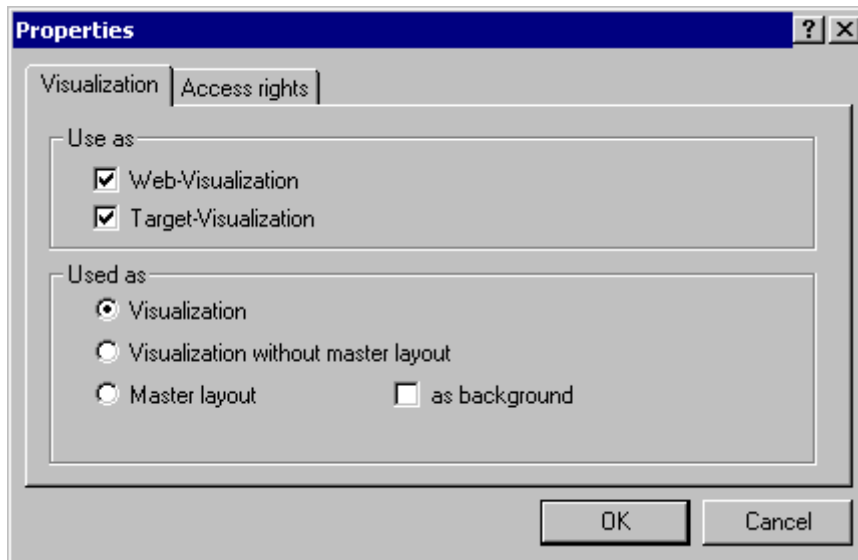 Properties
Visualization Access rights
Use as
Web-Visualization
Target-Visualization
Used as
Visualization
Visualization without master layout
Master layout as background
OK Cancel